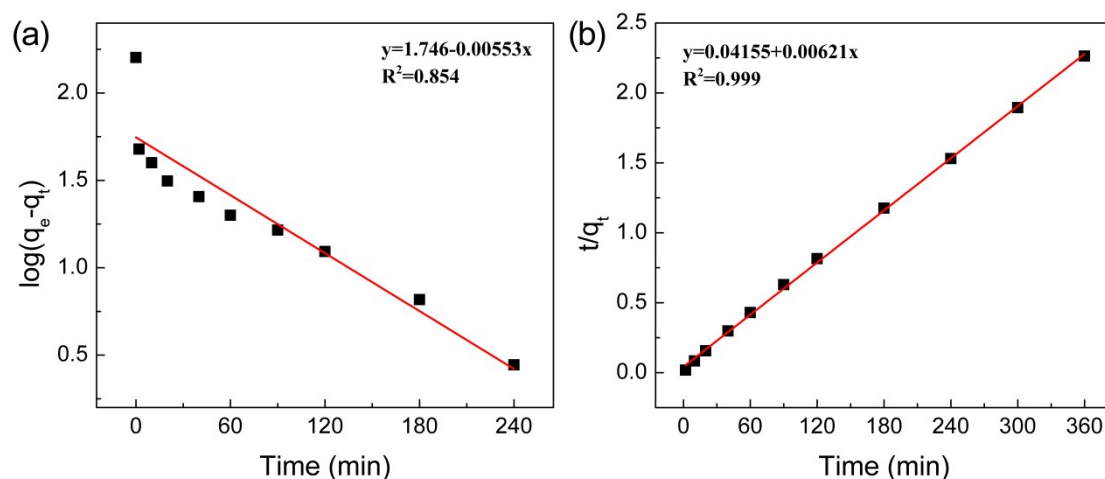 (a)
y=1.746-0.00553x
R²=0.854
log(qₑ-qₜ)
2.0
1.5
1.0
0.5
0 60 120 180 240
Time (min)
(b)
y=0.04155+0.00621x
R²=0.999
t/qₜ
2.5
2.0
1.5
1.0
0.5
0.0
0 60 120 180 240 300 360
Time (min)